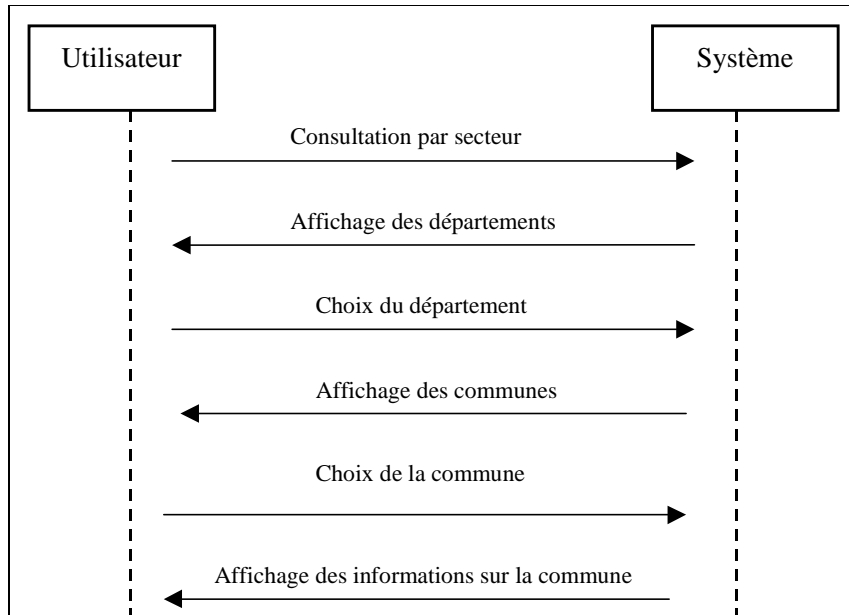 Utilisateur
Système
Consultation par secteur
Affichage des départements
Choix du département
Affichage des communes
Choix de la commune
Affichage des informations sur la commune